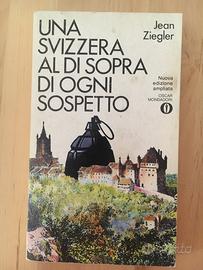 Jean
Ziegler
UNA
SVIZZERA
AL DI SOPRA
DI OGNI
SOSPETTO
Nuova
edizione
ampliata
OSCAR
MONDADORI